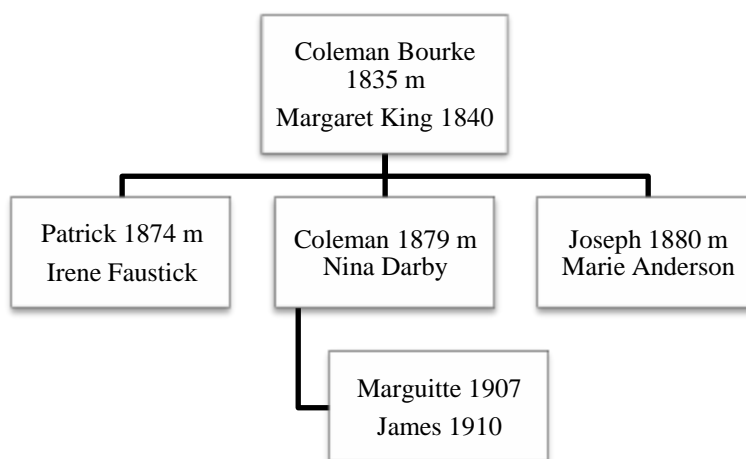 Coleman Bourke
1835 m
Margaret King 1840
Patrick 1874 m
Irene Faustick
Coleman 1879 m
Nina Darby
Joseph 1880 m
Marie Anderson
Marguitte 1907
James 1910